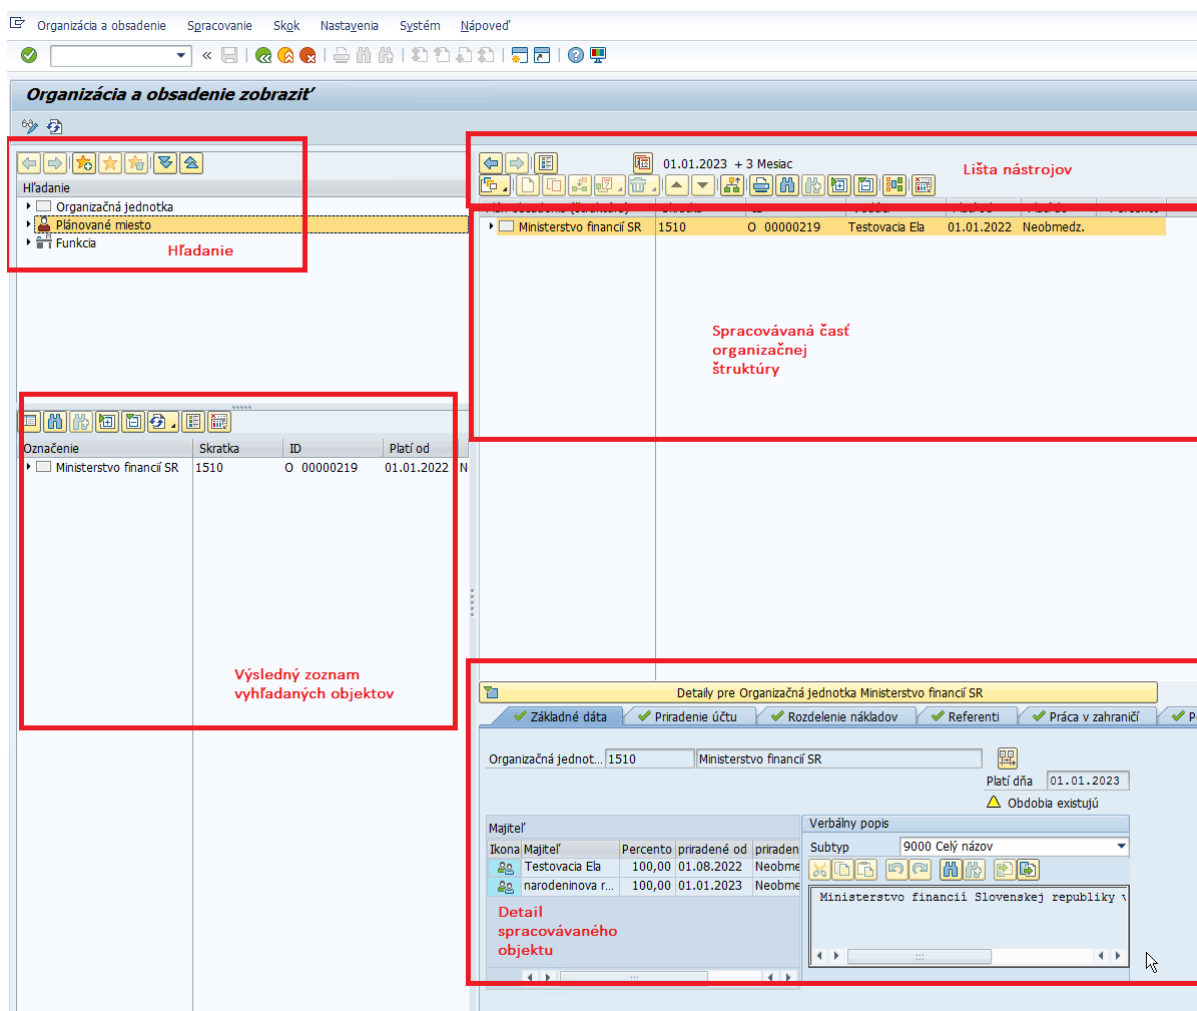 Organizácia a obsadenie Spracovanie Skok Nastavenia Systém Nápoveď
Organizácia a obsadenie zobraziť
Hľadanie
Organizačná jednotka
Plánované miesto
Funkcia
Hľadanie
01.01.2023 + 3 Mesiac
Lišta nástrojov
Ministerstvo financií SR 1510 O 00000219 Testovacia Ela 01.01.2022 Neobmedz.
Spracovávaná časť
organizačnej
štruktúry
Označenie Skratka ID Platí od
Ministerstvo financií SR 1510 O 00000219 01.01.2022 N
Výsledný zoznam
vyhľadaných objektov
Detaily pre Organizačná jednotka Ministerstvo financií SR
Základné dáta Priradenie účtu Rozdelenie nákladov Referenti Práca v zahraničí P
Organizačná jednot... 1510 Ministerstvo financií SR
Platí dňa 01.01.2023
Obdobia existujú
Majiteľ
Ikona Majiteľ Percento priradené od priraden
Testovacia Ela 100,00 01.08.2022 Neobme
narodeninova r... 100,00 01.01.2023 Neobme
Detail
spracovávaného
objektu
Verbálny popis
Subtyp 9000 Celý názov
Ministerstvo financií Slovenskej republiky v